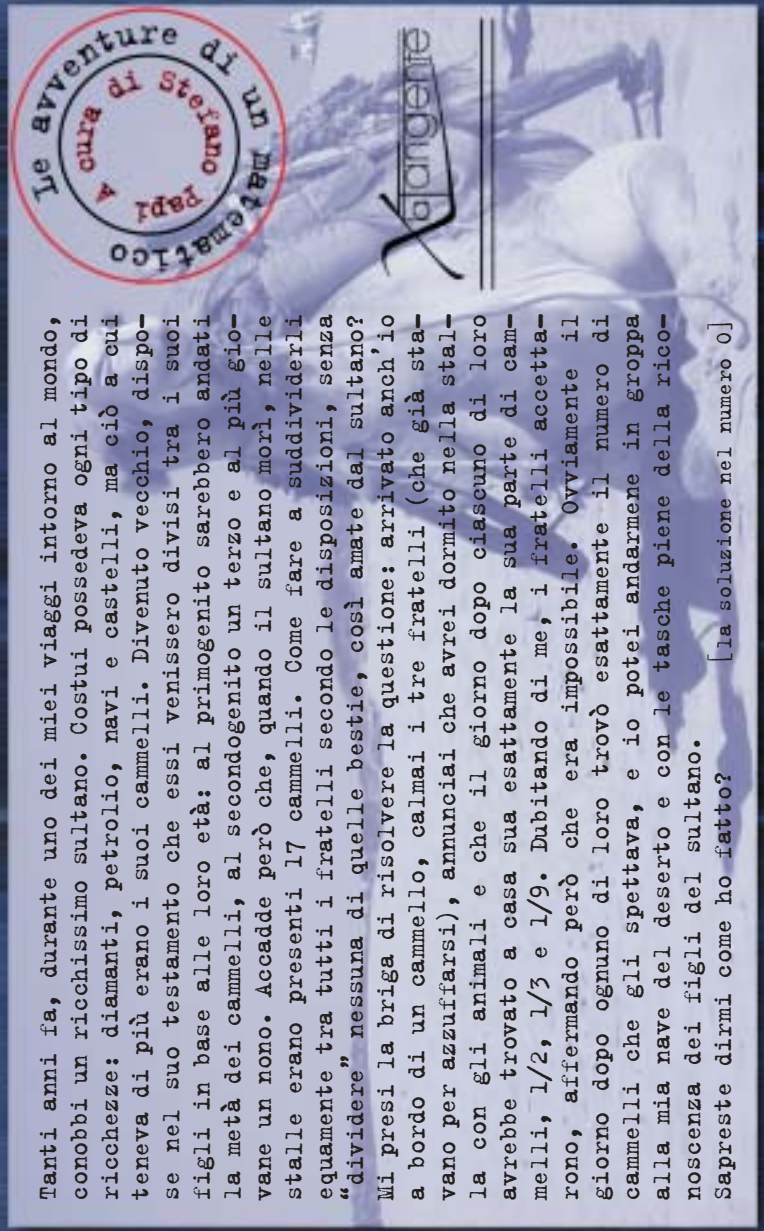 Le avventure di un matematico
A cura di Stefano Papi
tangente
Tanti anni fa, durante uno dei miei viaggi intorno al mondo,
conobbi un ricchissimo sultano. Costui possedeva ogni tipo di
ricchezze: diamanti, petrolio, navi e castelli, ma ciò a cui
teneva di più erano i suoi cammelli. Divenuto vecchio, dispo-
se nel suo testamento che essi venissero divisi tra i suoi
figli in base alle loro età: al primogenito sarebbero andati
la metà dei cammelli, al secondogenito un terzo e al più gio-
vane un nono. Accadde però che, quando il sultano morì, nelle
stalle erano presenti 17 cammelli. Come fare a suddividerli
equamente tra tutti i fratelli secondo le disposizioni, senza
“dividere” nessuna di quelle bestie, così amate dal sultano?
Mi presi la briga di risolvere la questione: arrivato anch'io
a bordo di un cammello, calmai i tre fratelli (che già sta-
vano per azzuffarsi), annunciai che avrei dormito nella stal-
la con gli animali e che il giorno dopo ciascuno di loro
avrebbe trovato a casa sua esattamente la sua parte di cam-
melli, 1/2, 1/3 e 1/9. Dubitando di me, i fratelli accetta-
rono, affermando però che era impossibile. Ovviamente il
giorno dopo ognuno di loro trovò esattamente il numero di
cammelli che gli spettava, e io potei andarmene in groppa
alla mia nave del deserto e con le tasche piene della rico-
noscenza dei figli del sultano.
Sapreste dirmi come ho fatto? [la soluzione nel numero 0]